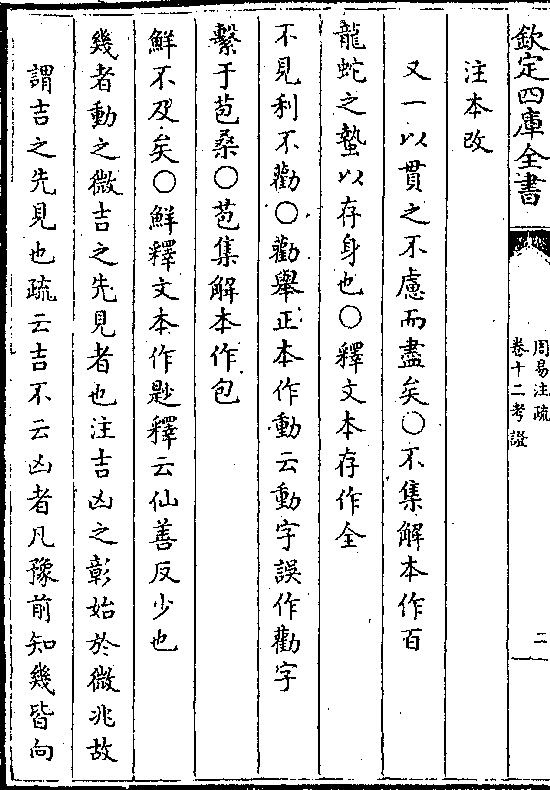 欽定四庫全書
周易注疏
卷十二考證
二
注本改
又一以貫之不慮而盡矣○不集解本作百
龍蛇之蟄以存身也○釋文本存作全
不見利不勸○勸舉正本作動云動字誤作勸字
繫于苞桑○苞集解本作包
鮮不及矣○鮮釋文本作尟釋云仙善反少也
幾者動之微吉之先見者也注吉凶之彰始於微兆故
謂吉之先見也疏云吉不云凶者凡豫前知幾皆向